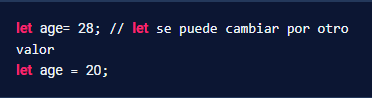 let age= 28; // let se puede cambiar por otro
valor
let age = 20;